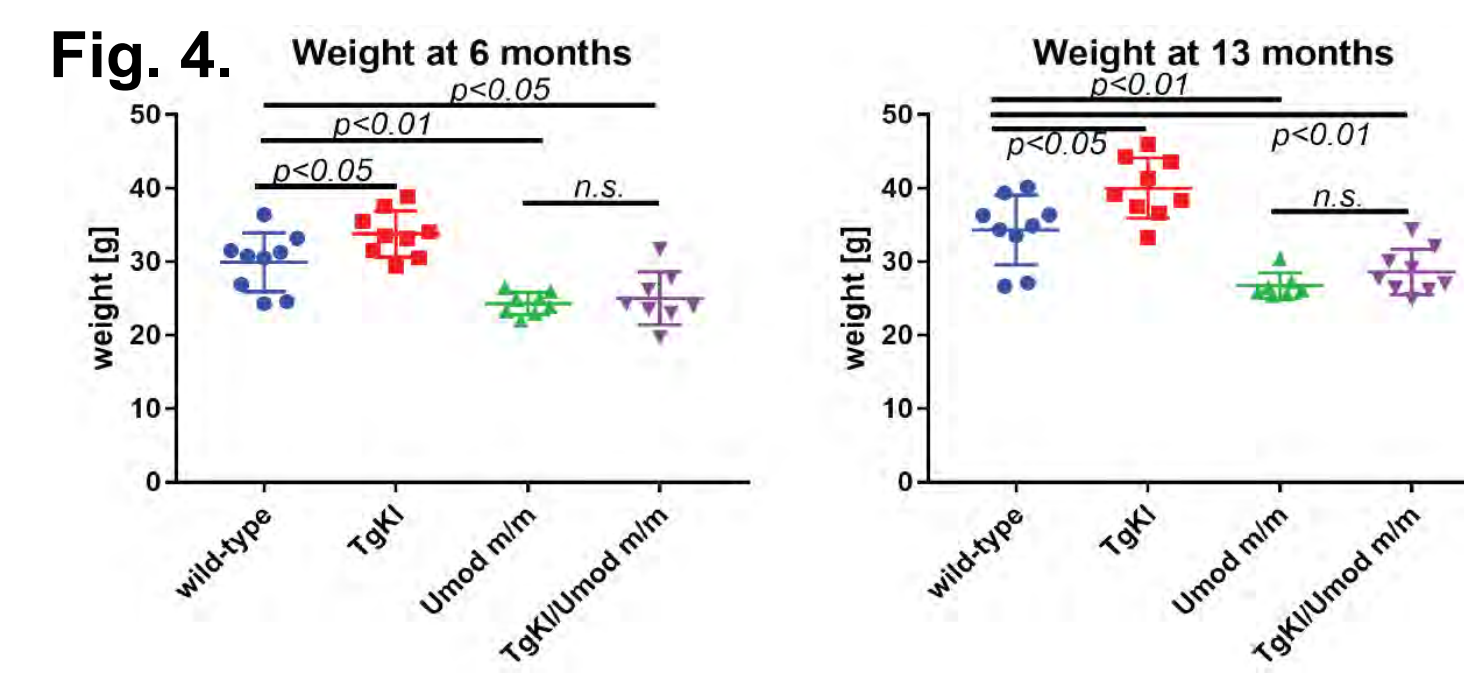 Fig. 4.
Weight at 6 months
p<0.05
p<0.01
p<0.05
n.s.
weight [g]
50
40
30
20
10
0
wild-type
TgKI
Umod m/m
TgKI/Umod m/m
Weight at 13 months
p<0.01
p<0.01
p<0.05
n.s.
weight [g]
50
40
30
20
10
0
wild-type
TgKI
Umod m/m
TgKI/Umod m/m